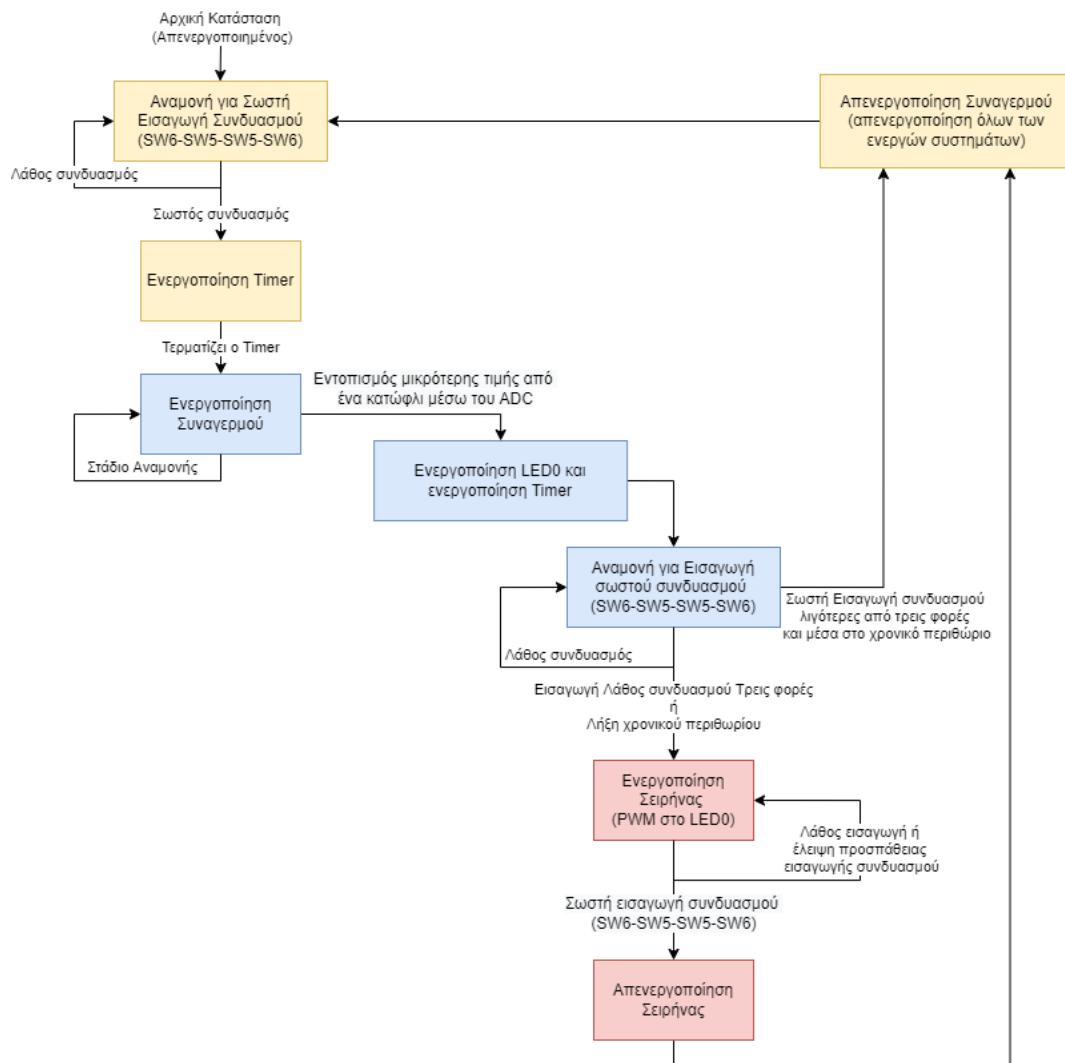 Αρχική Κατάσταση
(Απενεργοποιημένος)
Αναμονή για Σωστή
Εισαγωγή Συνδυασμού
(SW6-SW5-SW5-SW6)
Απενεργοποίηση Συναγερμού
(απενεργοποίηση όλων των
ενεργών συστημάτων)
Λάθος συνδυασμός
Σωστός συνδυασμός
Ενεργοποίηση Timer
Τερματίζει ο Timer
Ενεργοποίηση
Συναγερμού
Εντοπισμός μικρότερης τιμής από
ένα κατώφλι μέσω του ADC
Στάδιο Αναμονής
Ενεργοποίηση LED0 και
ενεργοποίηση Timer
Αναμονή για Εισαγωγή
σωστού συνδυασμού
(SW6-SW5-SW5-SW6)
Σωστή Εισαγωγή συνδυασμού
λιγότερες από τρεις φορές
και μέσα στο χρονικό περιθώριο
Λάθος συνδυασμός
Εισαγωγή Λάθος συνδυασμού Τρεις φορές
ή
Λήξη χρονικού περιθωρίου
Ενεργοποίηση
Σειρήνας
(PWM στο LED0)
Λάθος εισαγωγή ή
έλειψη προσπάθειας
εισαγωγής συνδυασμού
Σωστή εισαγωγή συνδυασμού
(SW6-SW5-SW5-SW6)
Απενεργοποίηση
Σειρήνας